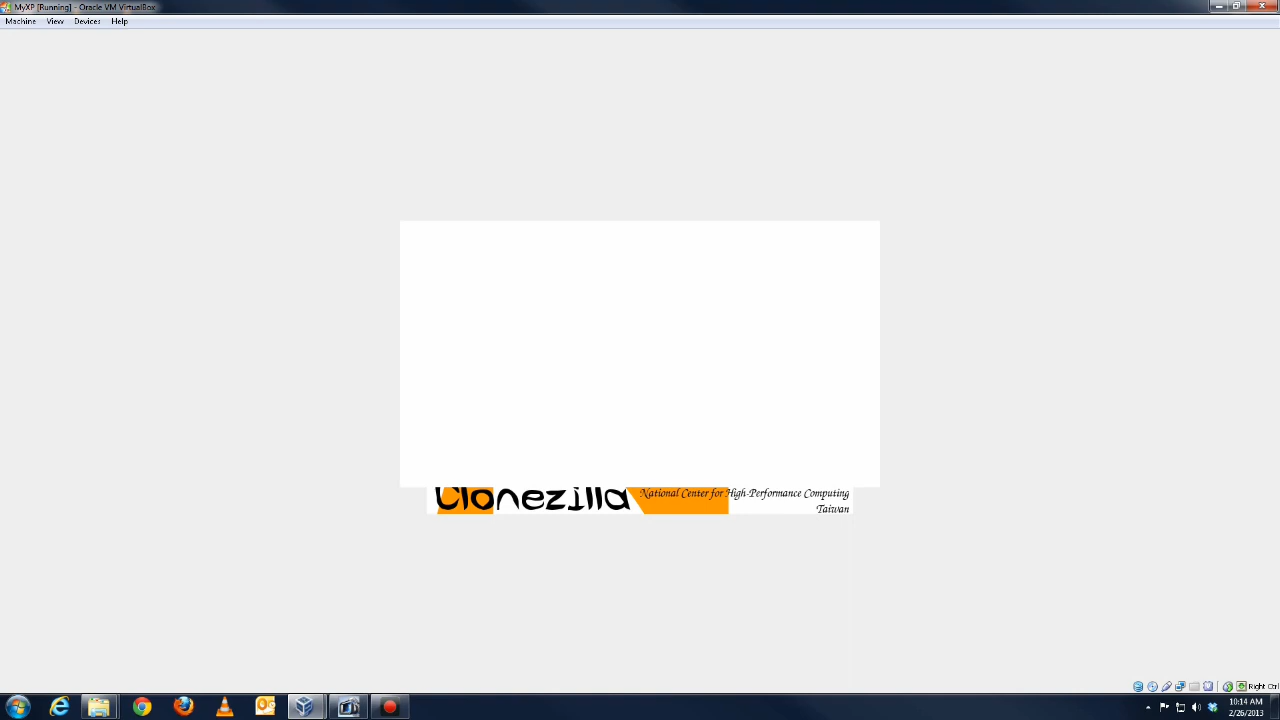 MyXP [Running] - Oracle VM VirtualBox
Machine View Devices Help
Clonezilla
National Center for High-Performance Computing
Taiwan
Right Ctrl
10:14 AM
2/26/2013